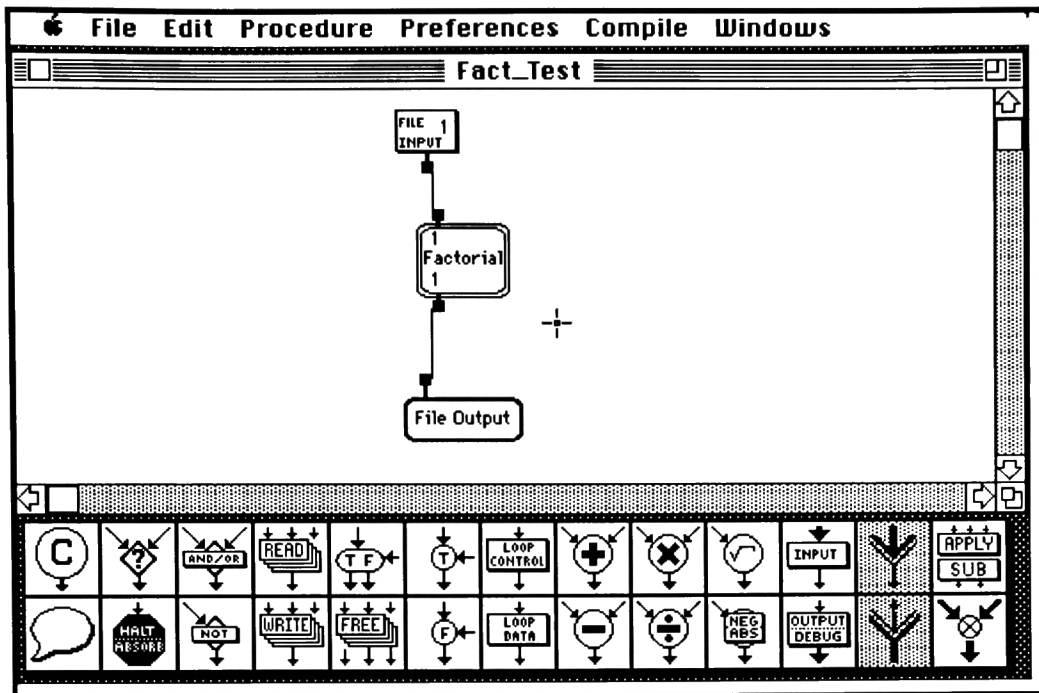 File Edit Procedure Preferences Compile Windows
Fact_Test
FILE 1
INPUT
1
Factorial
1
File Output
C ? AND/OR READ T F T LOOP CONTROL + × √ INPUT APPLY SUB
HALT ABSORB NOT WRITE FREE F LOOP DATA − ÷ NEG ABS OUTPUT DEBUG